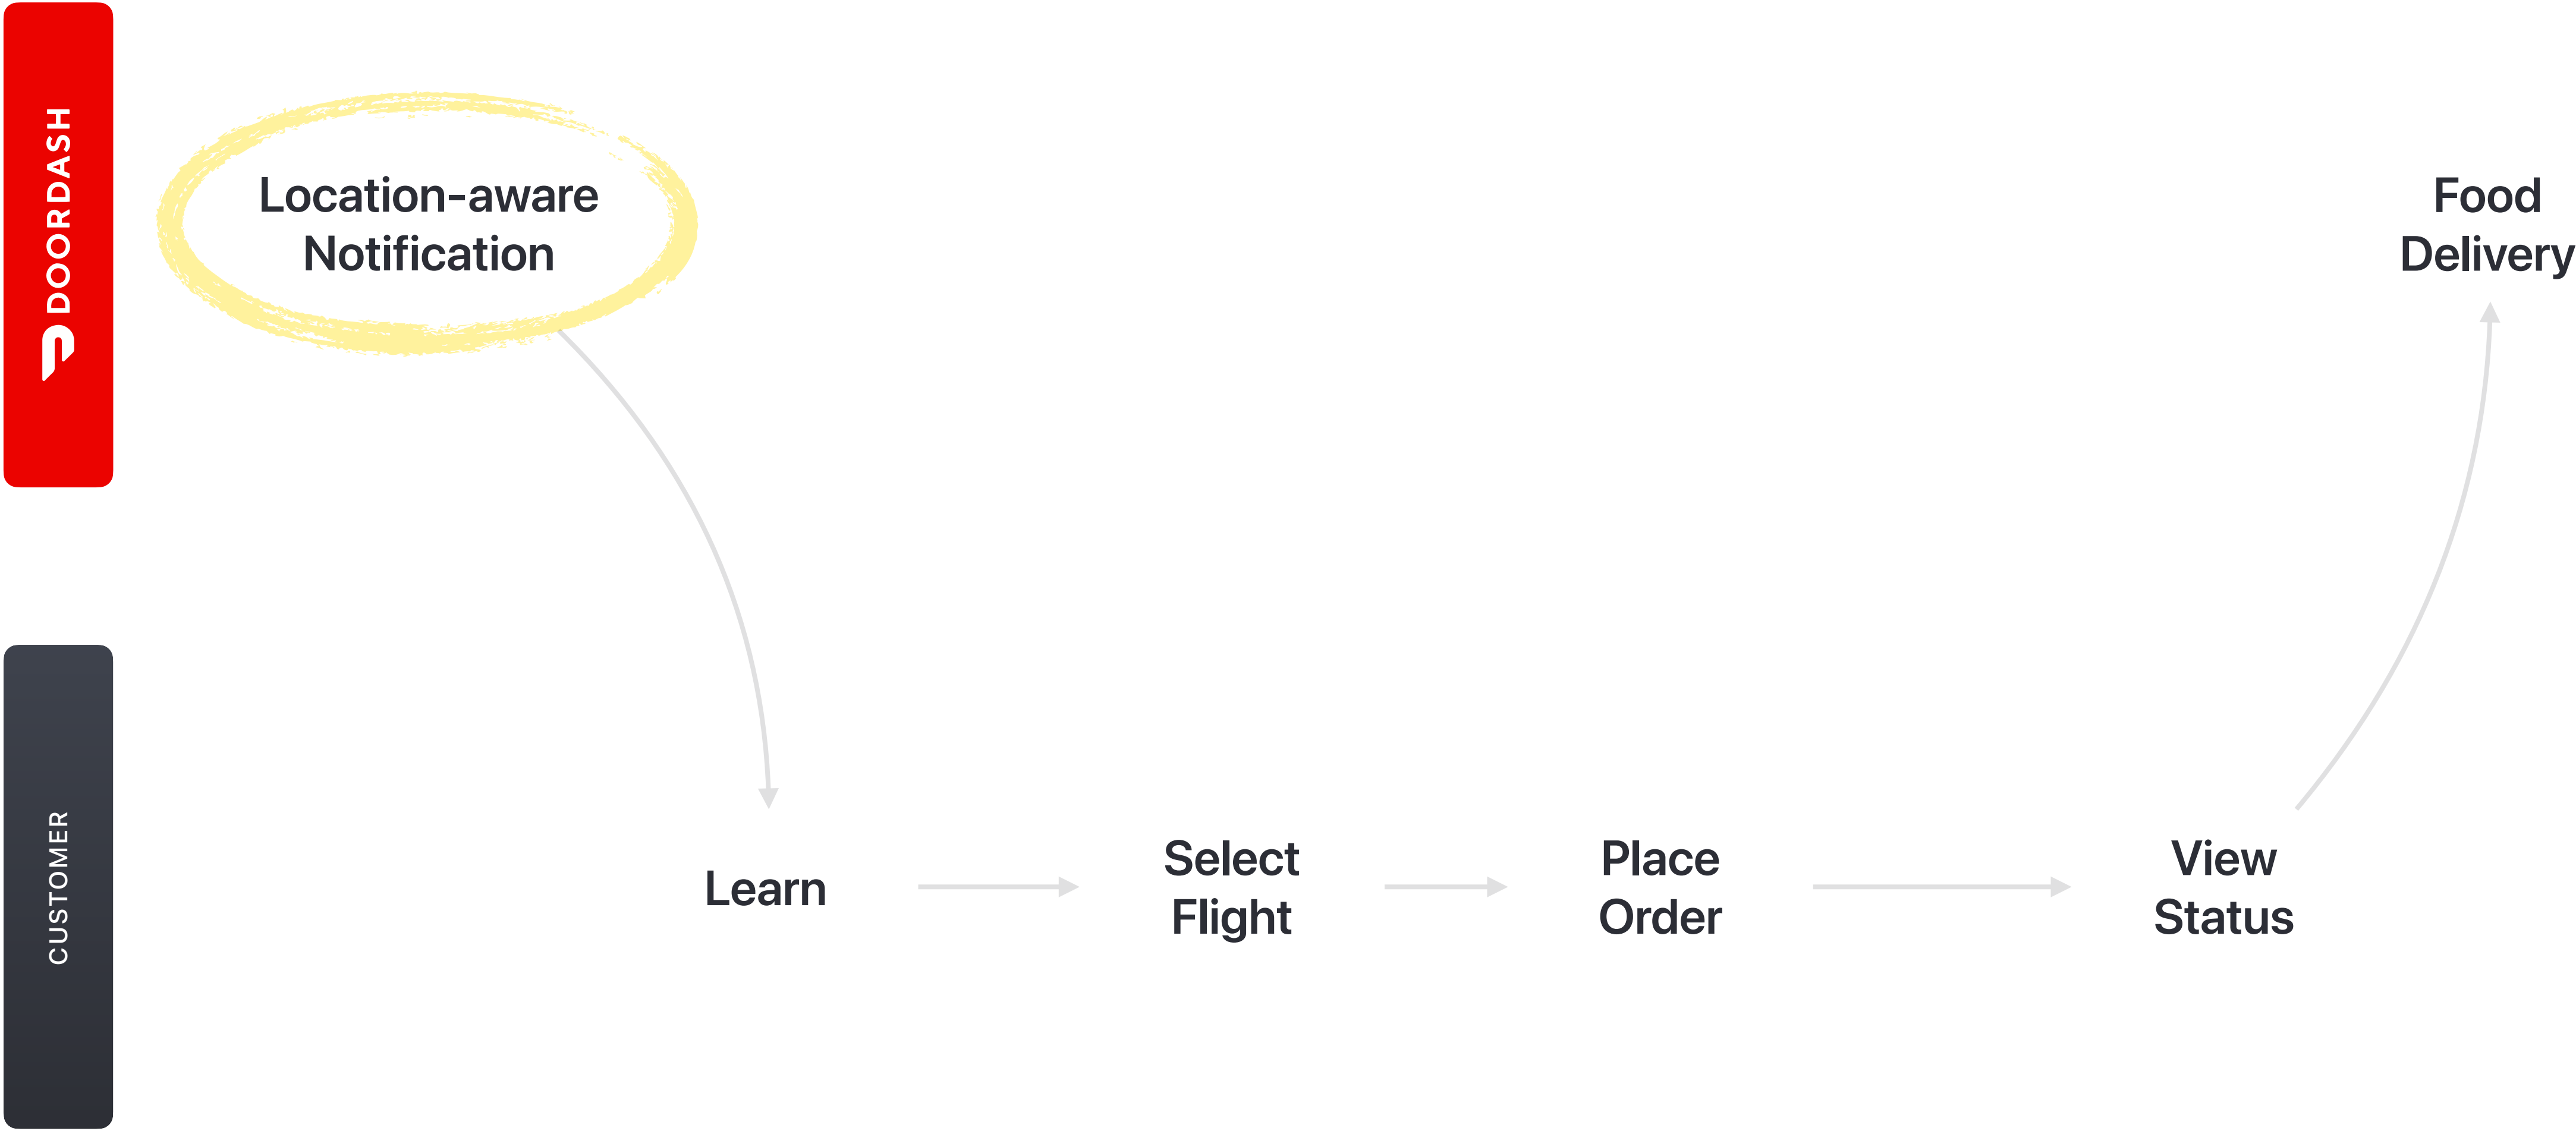 DOORDASH
Location-aware
Notification
Food
Delivery
CUSTOMER
Learn
Select
Flight
Place
Order
View
Status